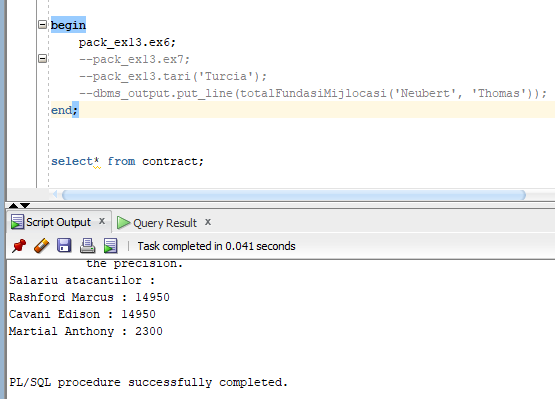 begin
pack_ex13.ex6;
--pack_ex13.ex7;
--pack_ex13.tari('Turcia');
--dbms_output.put_line(totalFundasiMijlocasi('Neubert', 'Thomas'));
end;
select* from contract;
Script Output x Query Result x
Task completed in 0.041 seconds
the precision.
Salariu atacantilor :
Rashford Marcus : 14950
Cavani Edison : 14950
Martial Anthony : 2300
PL/SQL procedure successfully completed.